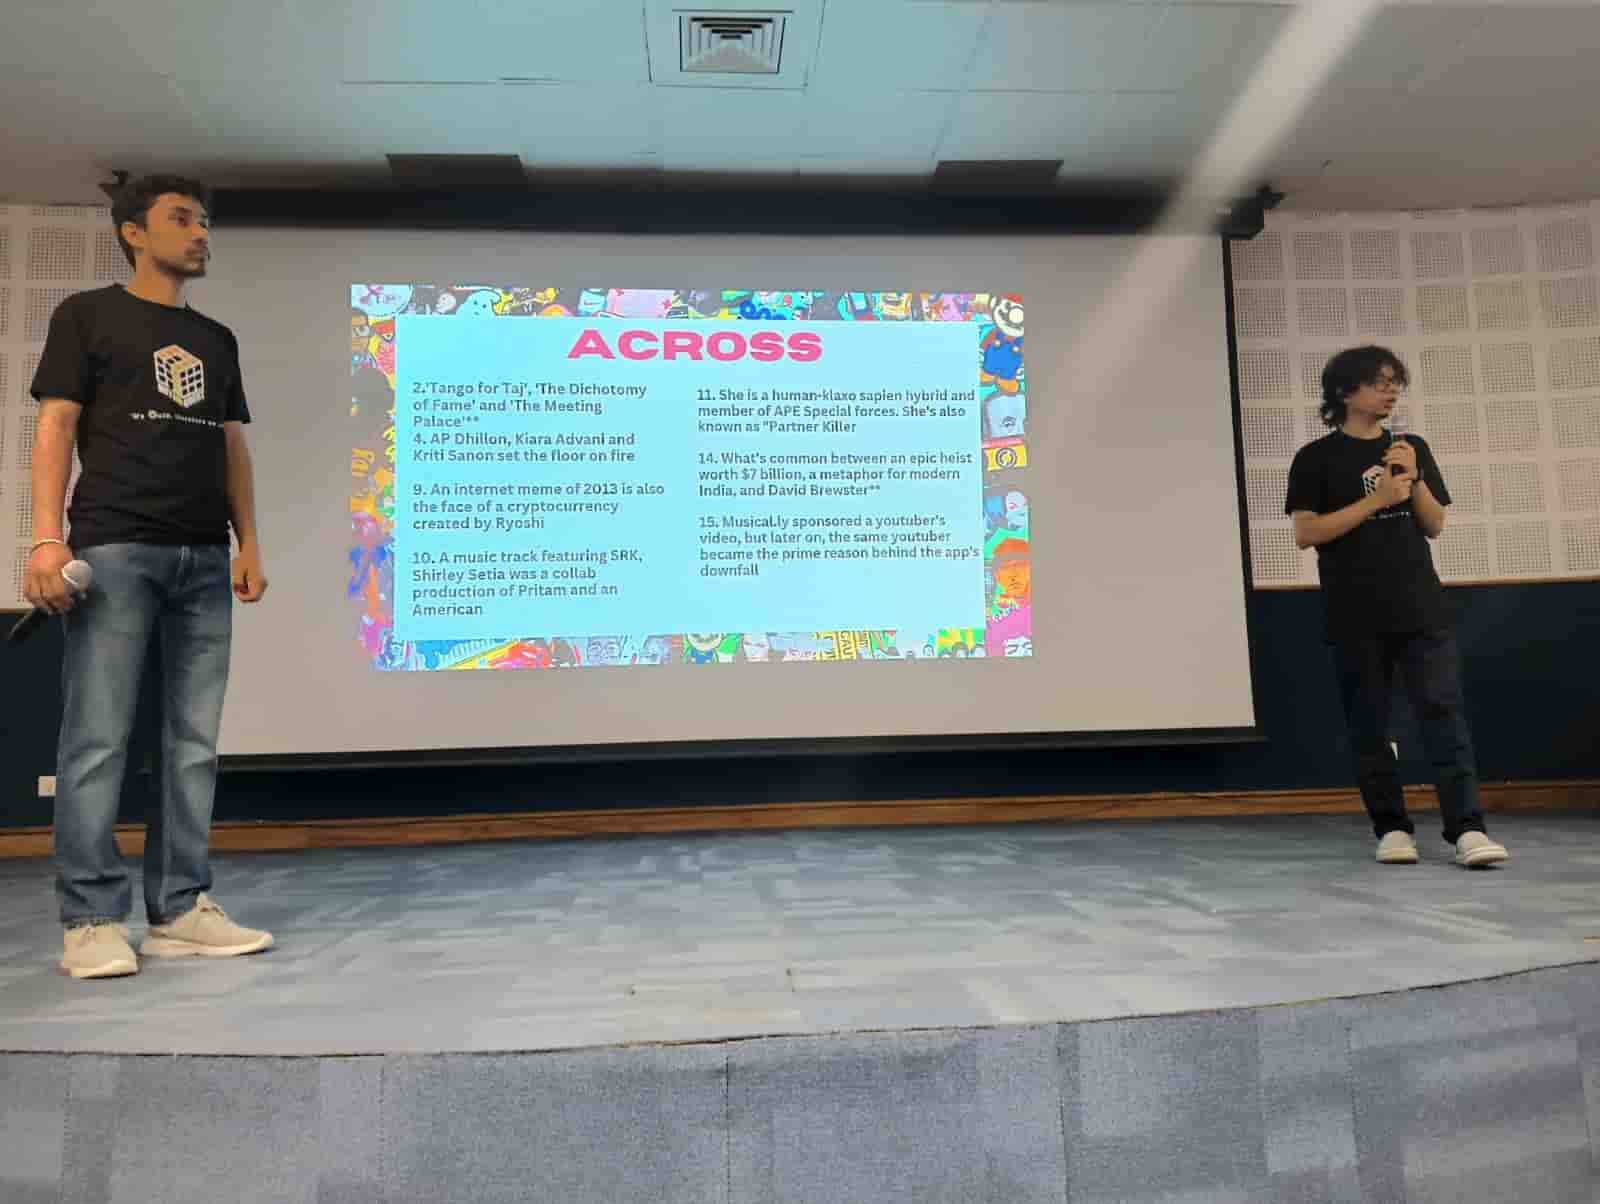 ACROSS
2.'Tango for Taj', 'The Dichotomy
of Fame' and 'The Meeting
Palace'**
4. AP Dhillon, Kiara Advani and
Kriti Sanon set the floor on fire
9. An internet meme of 2013 is also
the face of a cryptocurrency
created by Ryoshi
10. A music track featuring SRK,
Shirley Setia was a collab
production of Pritam and an
American
11. She is a human-klaxo sapien hybrid and
member of APE Special forces. She's also
known as "Partner Killer
14. What's common between an epic heist
worth $7 billion, a metaphor for modern
India, and David Brewster**
15. Musical.ly sponsored a youtuber's
video, but later on, the same youtuber
became the prime reason behind the app's
downfall